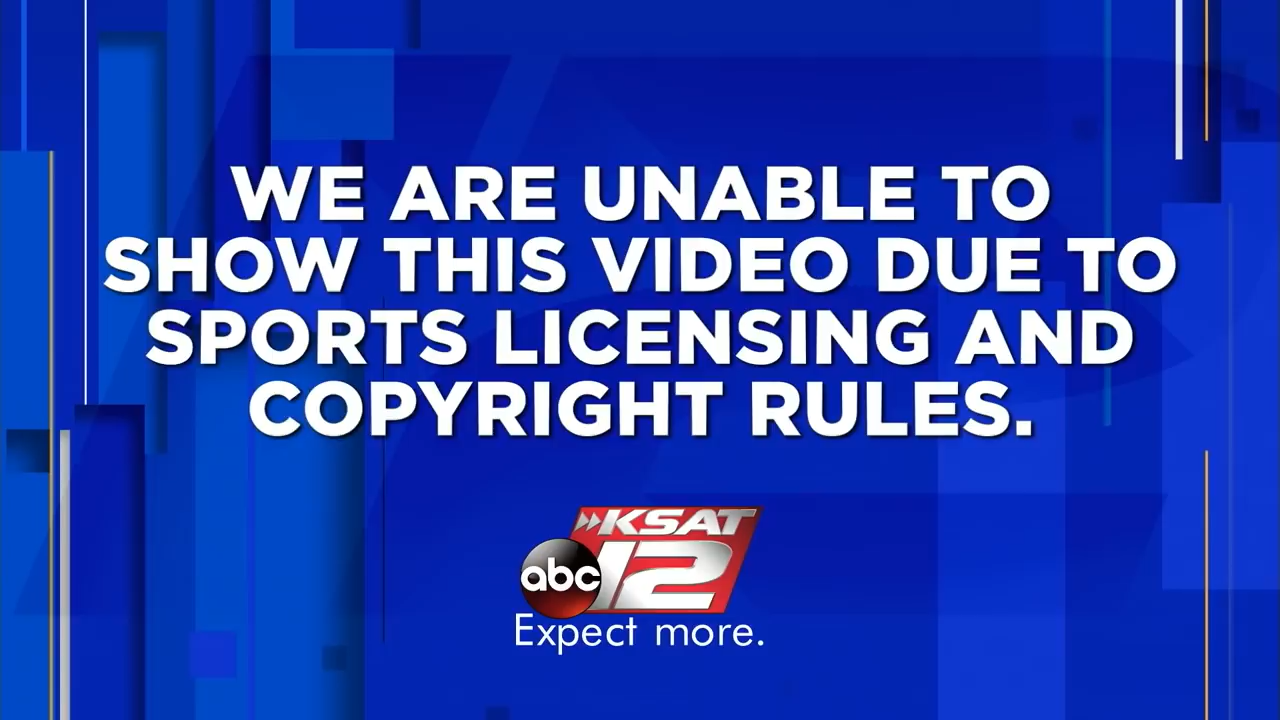 WE ARE UNABLE TO
SHOW THIS VIDEO DUE TO
SPORTS LICENSING AND
COPYRIGHT RULES.
KSAT
abc 12
Expect more.